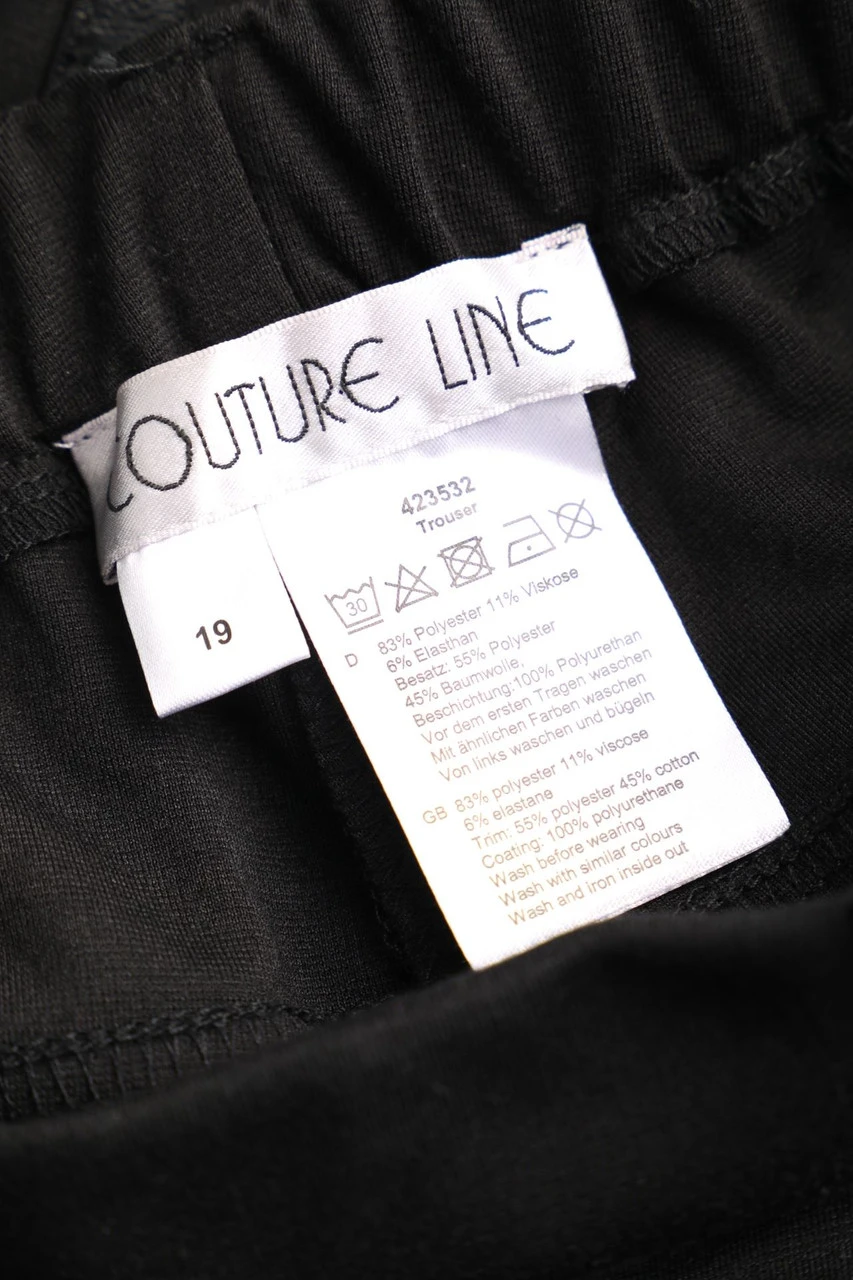 COUTURE LINE
19
423532
Trouser
30
D 83% Polyester 11% Viskose
6% Elasthan
Besatz: 55% Polyester
45% Baumwolle,
Beschichtung:100% Polyurethan
Vor dem ersten Tragen waschen
Mit ähnlichen Farben waschen
Von links waschen und bügeln
GB 83% polyester 11% viscose
6% elastane
Trim: 55% polyester 45% cotton
Coating: 100% polyurethane
Wash before wearing
Wash with similar colours
Wash and iron inside out